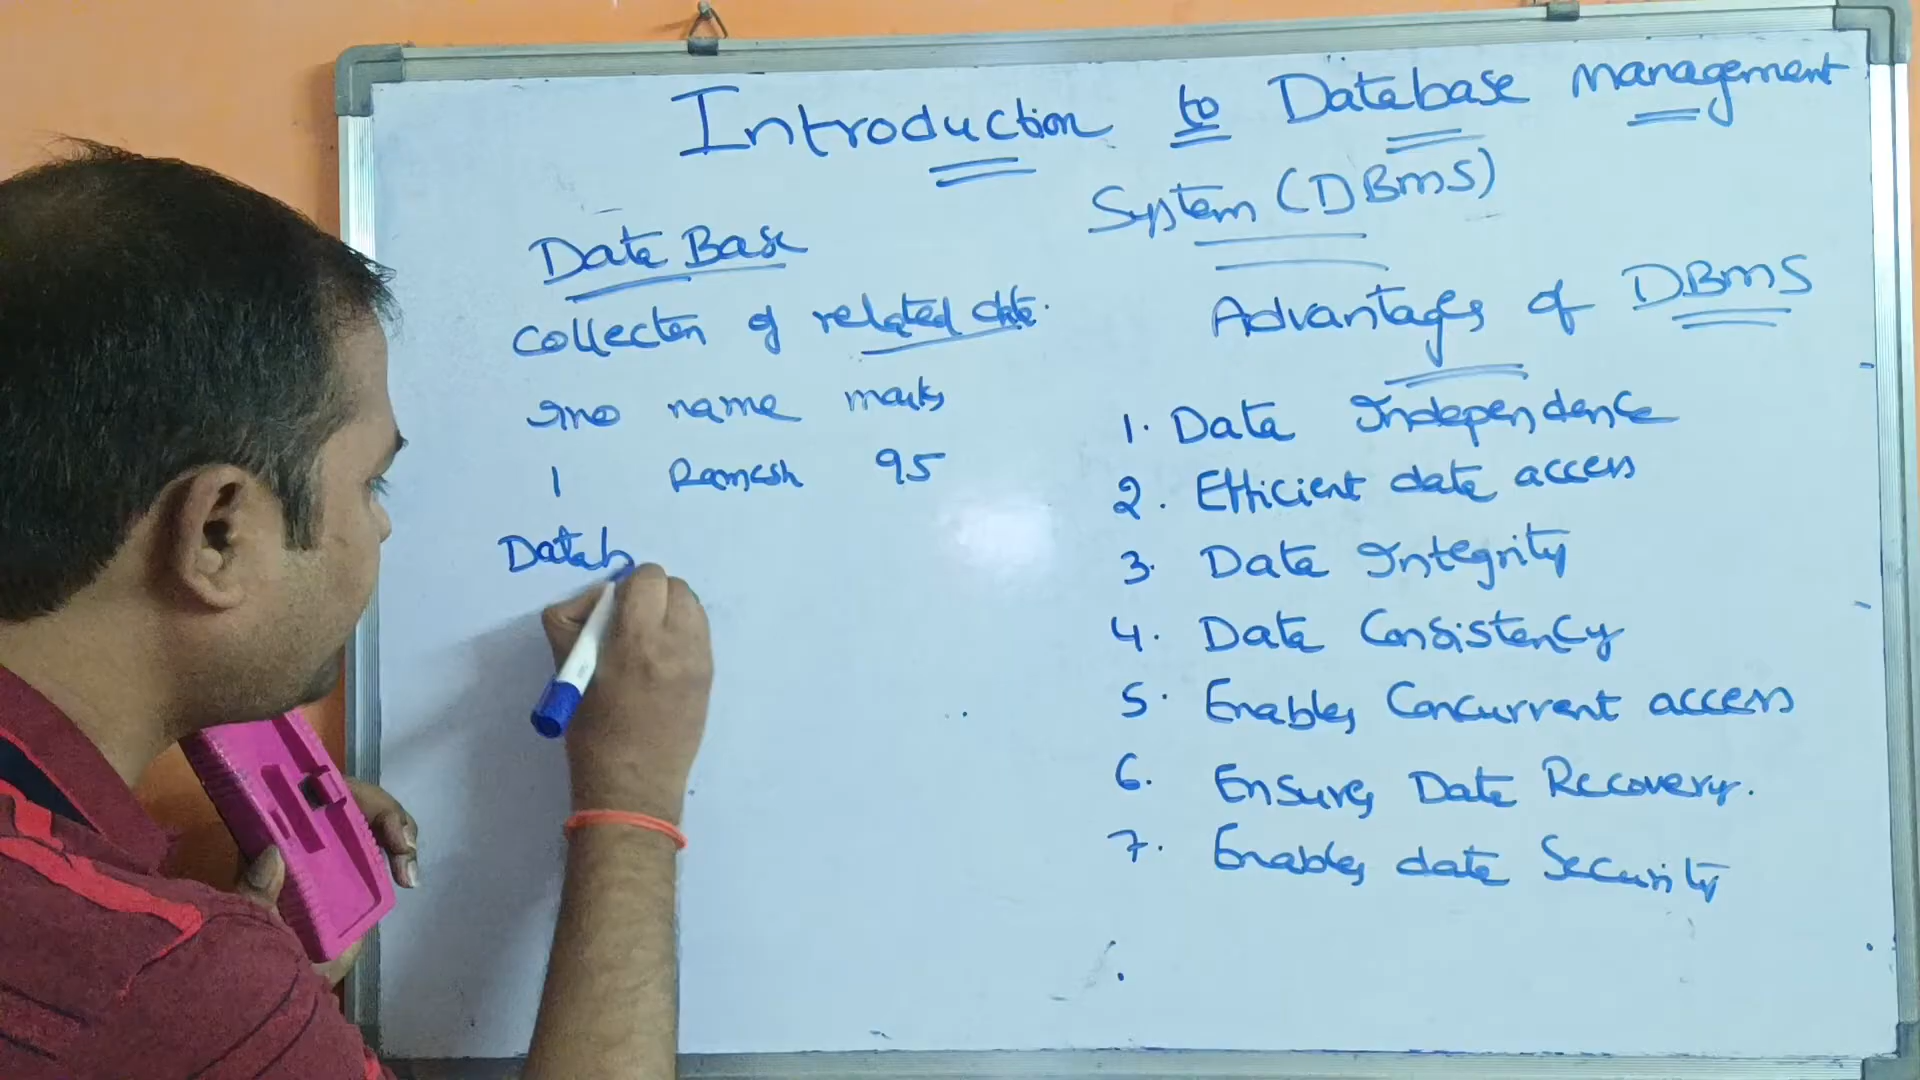 Introduction to Database management
System (DBMS)
Data Base
Collection of related data.
Sno name marks
1 Ramesh 95
Datab
Advantages of DBMS
1. Data Independence
2. Efficient data access
3. Data Integrity
4. Data Consistency
5. Enables Concurrent access
6. Ensures Data Recovery.
7. Enables data Security